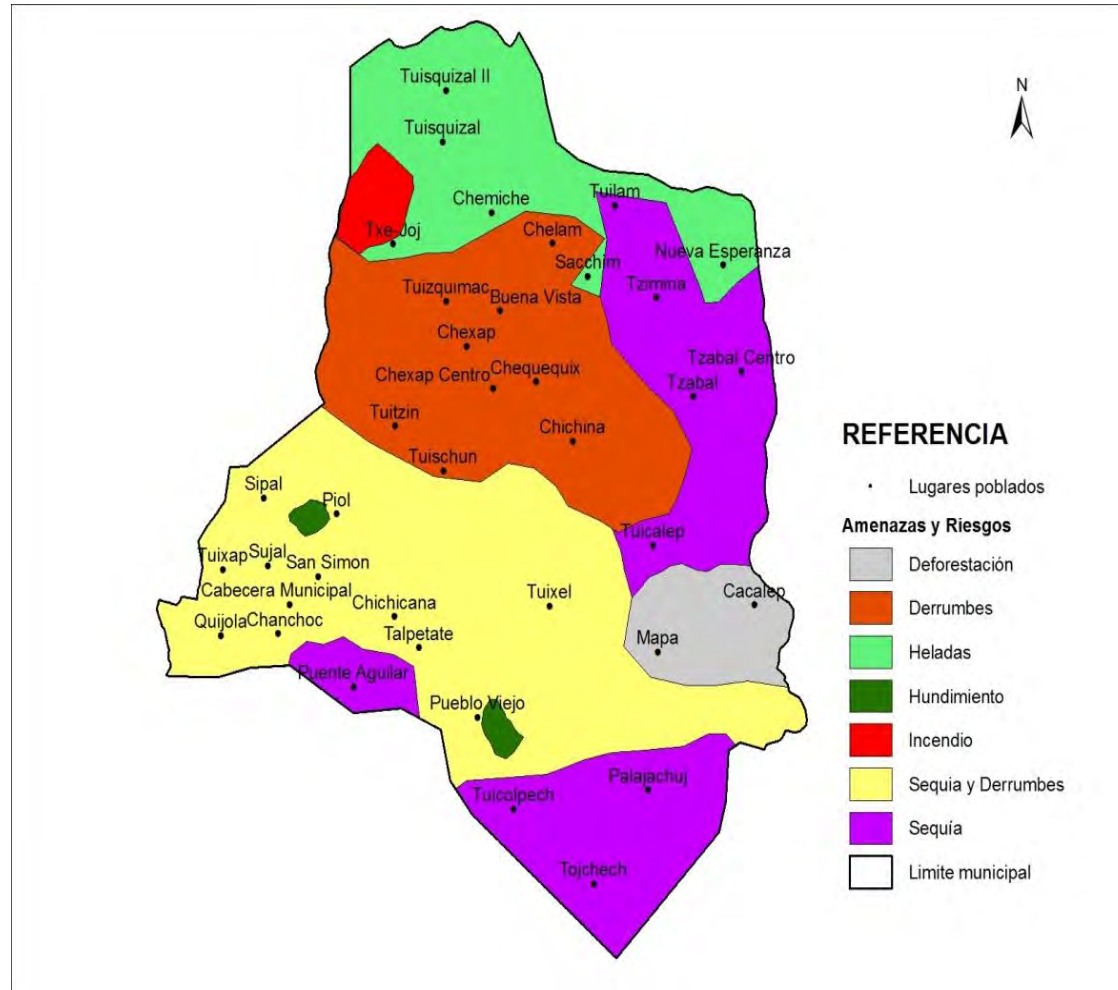 N
Tuisquizal II
Tuisquizal
Chemiche
Tuilam
Txe-Joj
Chelam
Sacchim
Nueva Esperanza
Tuizquimac
Buena Vista
Tzimina
Chexap
Tzabal Centro
Chexap Centro
Chequequix
Tzabal
Tuitzin
Chichina
Tuischun
Sipal
Piol
Tuicalep
Tuixap
Sujal
San Simon
Cabecera Municipal
Chichicana
Tuixel
Cacalep
Quijola
Chanchoc
Talpetate
Mapa
Puente Aguilar
Pueblo Viejo
Palajachuj
Tuicolpech
Tojchech
REFERENCIA
Lugares poblados
Amenazas y Riesgos
Deforestación
Derrumbes
Heladas
Hundimiento
Incendio
Sequia y Derrumbes
Sequía
Limite municipal